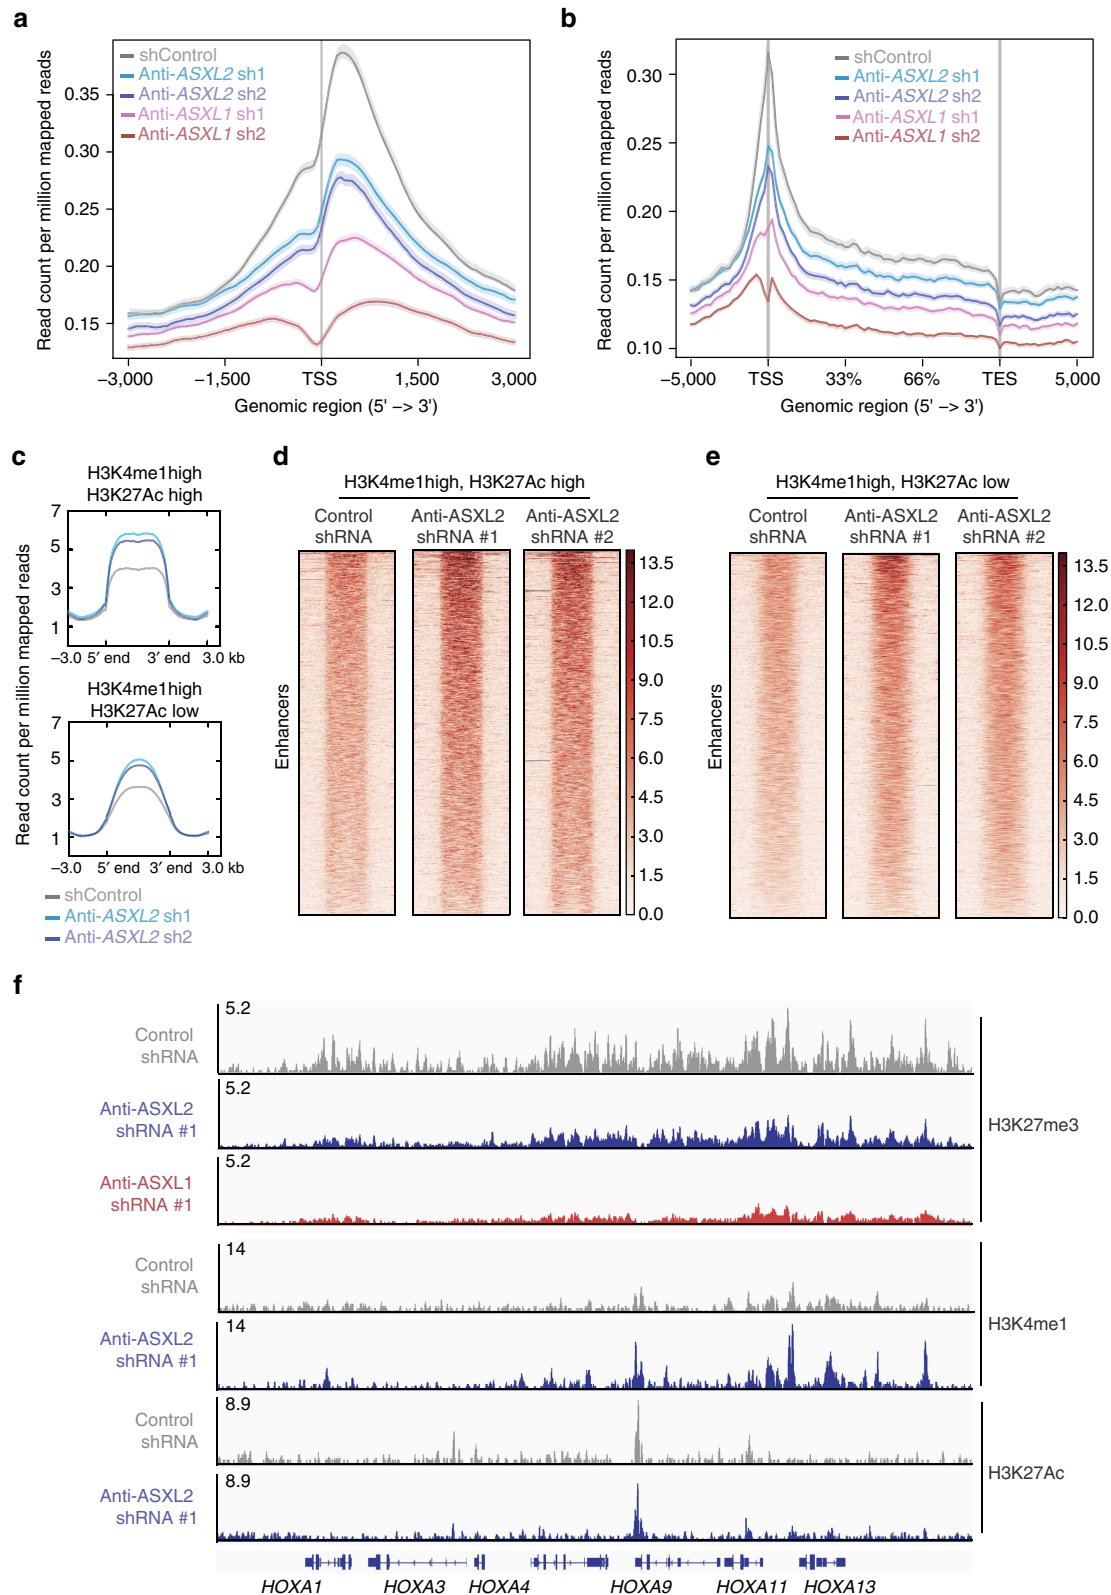 a
Read count per million mapped reads
shControl
Anti-ASXL2 sh1
Anti-ASXL2 sh2
Anti-ASXL1 sh1
Anti-ASXL1 sh2
0.35
0.30
0.25
0.20
0.15
−3,000 −1,500 TSS 1,500 3,000
Genomic region (5' −> 3')
b
Read count per million mapped reads
shControl
Anti-ASXL2 sh1
Anti-ASXL2 sh2
Anti-ASXL1 sh1
Anti-ASXL1 sh2
0.30
0.25
0.20
0.15
0.10
−5,000 TSS 33% 66% TES 5,000
Genomic region (5' −> 3')
c
Read count per million mapped reads
H3K4me1high
H3K27Ac high
7
5
3
1
−3.0 5′ end 3′ end 3.0 kb
H3K4me1high
H3K27Ac low
7
5
3
1
−3.0 5′ end 3′ end 3.0 kb
shControl
Anti-ASXL2 sh1
Anti-ASXL2 sh2
d
H3K4me1high, H3K27Ac high
Control
shRNA
Anti-ASXL2
shRNA #1
Anti-ASXL2
shRNA #2
Enhancers
13.5
12.0
10.5
9.0
7.5
6.0
4.5
3.0
1.5
0.0
e
H3K4me1high, H3K27Ac low
Control
shRNA
Anti-ASXL2
shRNA #1
Anti-ASXL2
shRNA #2
Enhancers
13.5
12.0
10.5
9.0
7.5
6.0
4.5
3.0
1.5
0.0
f
Control
shRNA
5.2
Anti-ASXL2
shRNA #1
5.2
Anti-ASXL1
shRNA #1
5.2
H3K27me3
Control
shRNA
14
Anti-ASXL2
shRNA #1
14
H3K4me1
Control
shRNA
8.9
Anti-ASXL2
shRNA #1
8.9
H3K27Ac
HOXA1 HOXA3 HOXA4 HOXA9 HOXA11 HOXA13